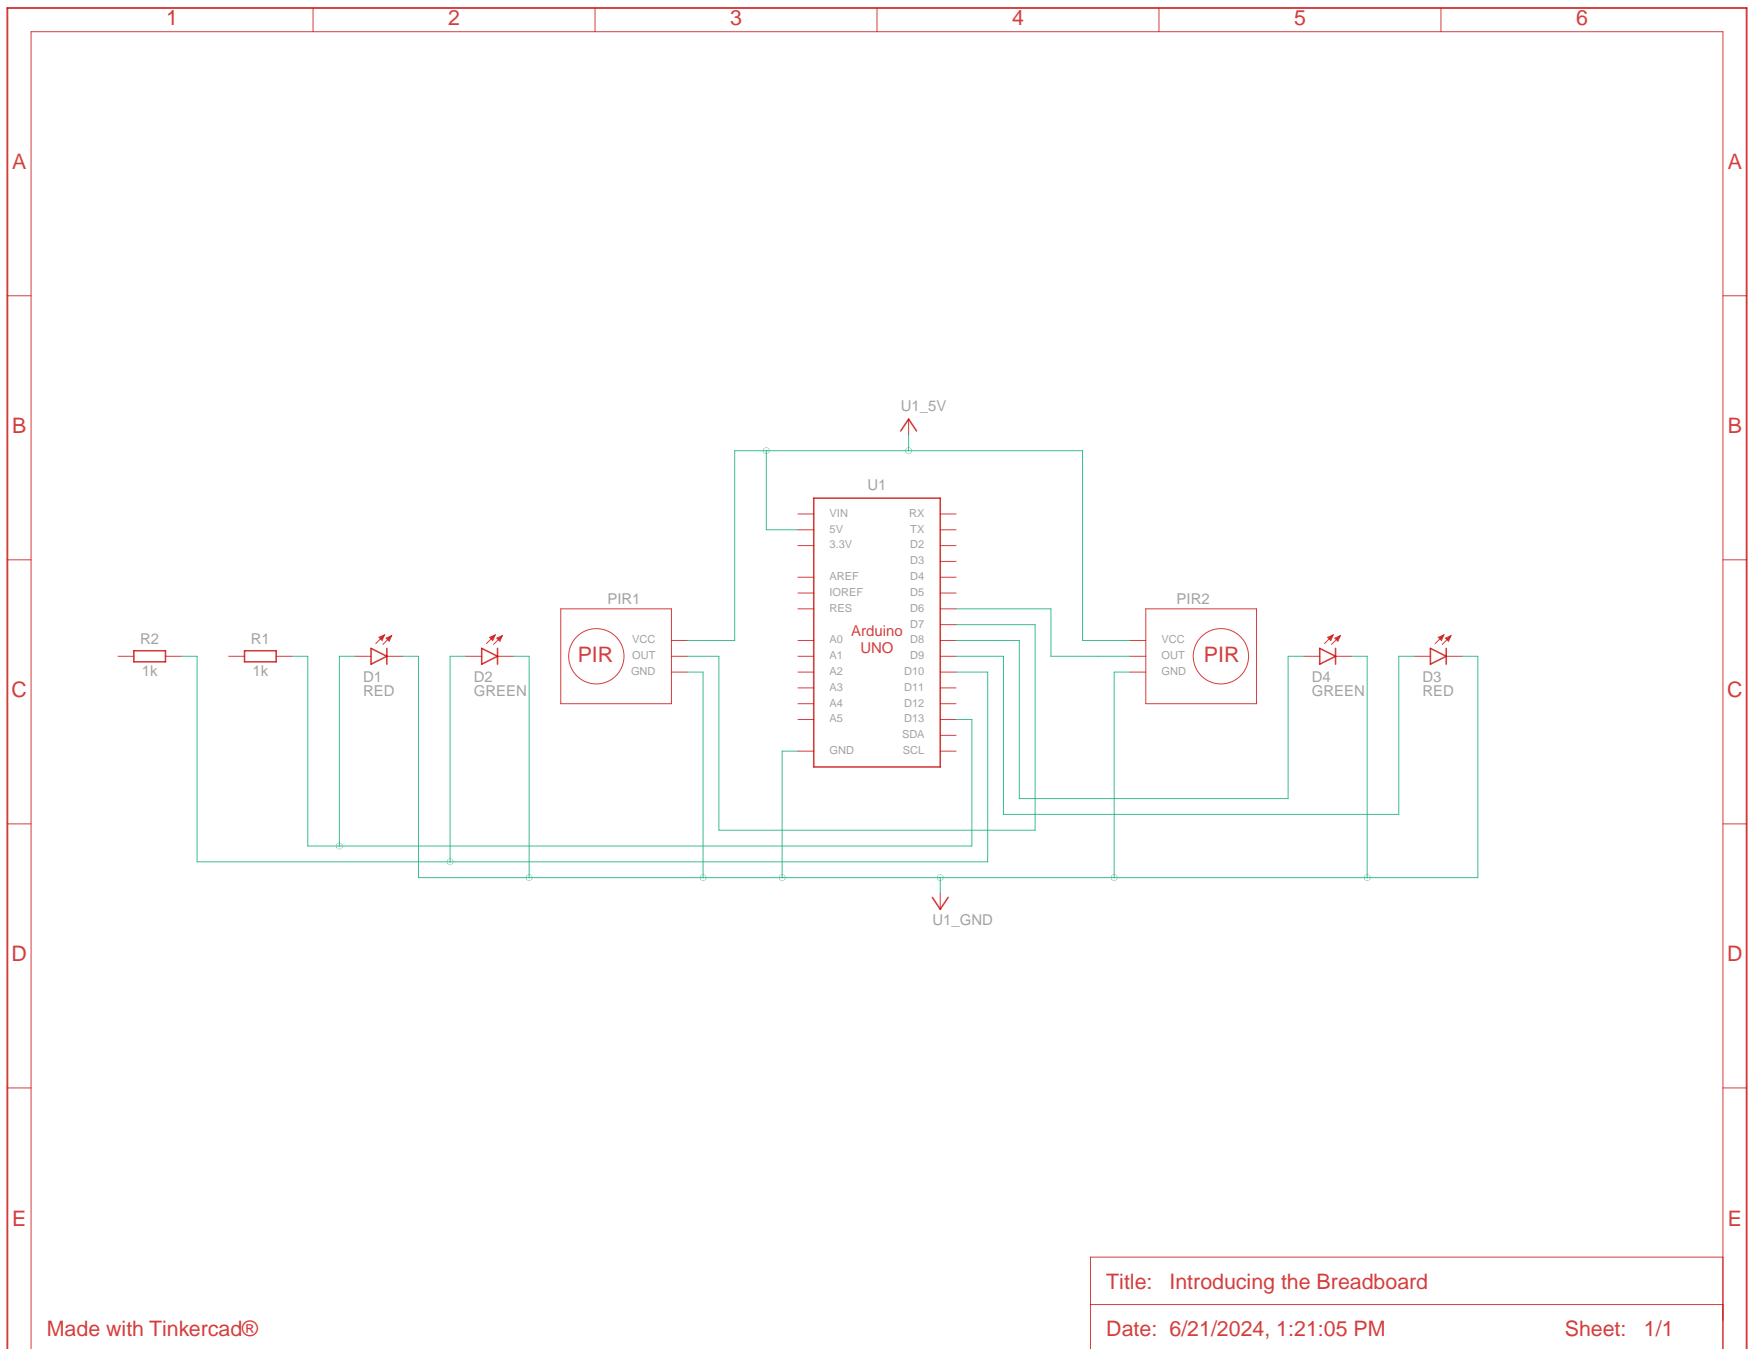 1 2 3 4 5 6
A A
U1_5V
B B
U1
VIN RX
5V TX
3.3V D2
D3
AREF D4
IOREF D5
RES D6
D7
A0 D8
A1 D9
A2 D10
A3 D11
A4 D12
A5 D13
SDA
GND SCL
Arduino
UNO
R2
1k
R1
1k
D1
RED
D2
GREEN
PIR1
PIR
VCC
OUT
GND
PIR2
VCC
OUT
GND
PIR
D4
GREEN
D3
RED
C C
U1_GND
D D
E E
Title: Introducing the Breadboard
Made with Tinkercad®
Date: 6/21/2024, 1:21:05 PM Sheet: 1/1